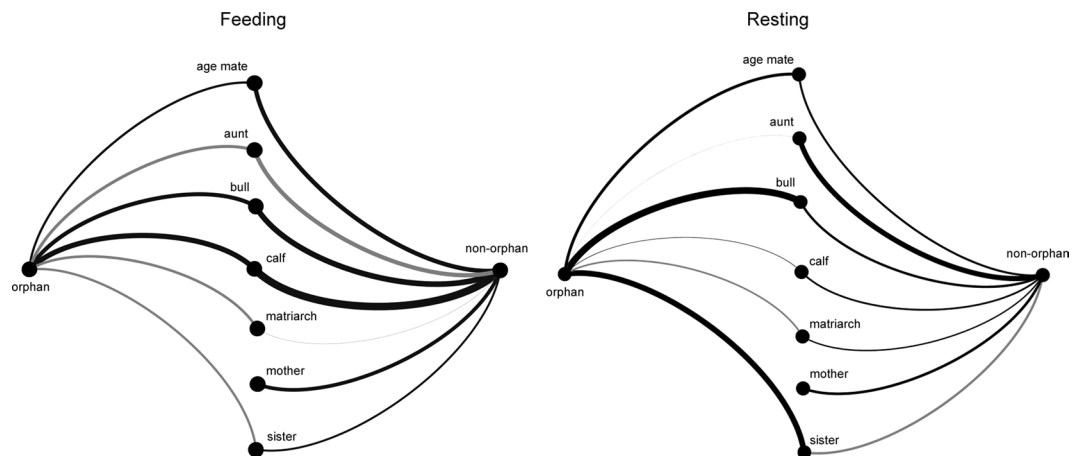 Feeding
age mate
aunt
bull
calf
orphan
non-orphan
matriarch
mother
sister
Resting
age mate
aunt
bull
calf
orphan
non-orphan
matriarch
mother
sister